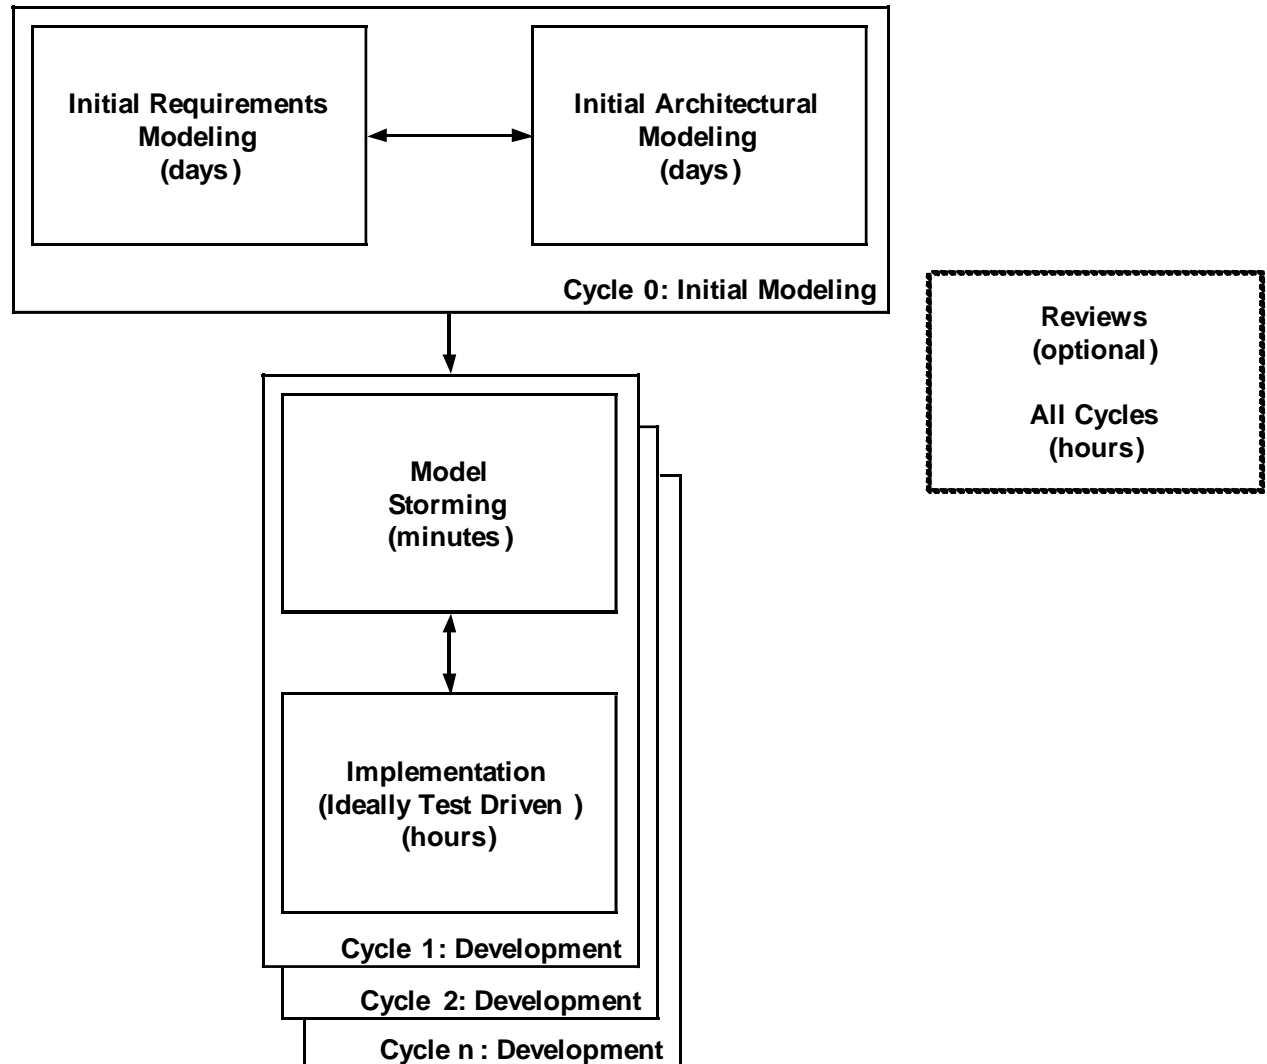 Initial Requirements
Modeling
(days)
Initial Architectural
Modeling
(days)
Cycle 0: Initial Modeling
Reviews
(optional)
All Cycles
(hours)
Model
Storming
(minutes)
Implementation
(Ideally Test Driven )
(hours)
Cycle 1: Development
Cycle 2: Development
Cycle n : Development